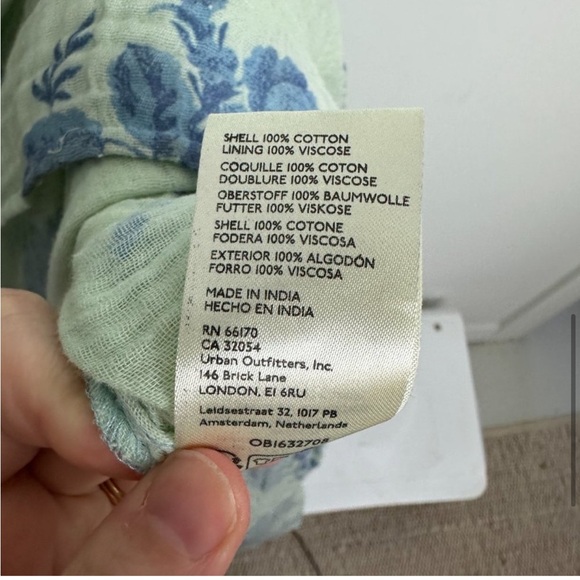 SHELL 100% COTTON
LINING 100% VISCOSE
COQUILLE 100% COTON
DOUBLURE 100% VISCOSE
OBERSTOFF 100% BAUMWOLLE
FUTTER 100% VISKOSE
SHELL 100% COTONE
FODERA 100% VISCOSA
EXTERIOR 100% ALGODÓN
FORRO 100% VISCOSA
MADE IN INDIA
HECHO EN INDIA
RN 66170
CA 32054
Urban Outfitters, Inc.
146 Brick Lane
LONDON. E1 6RU
Leidsestraat 32, 1017 PB
Amsterdam, Netherlands
OB1632708